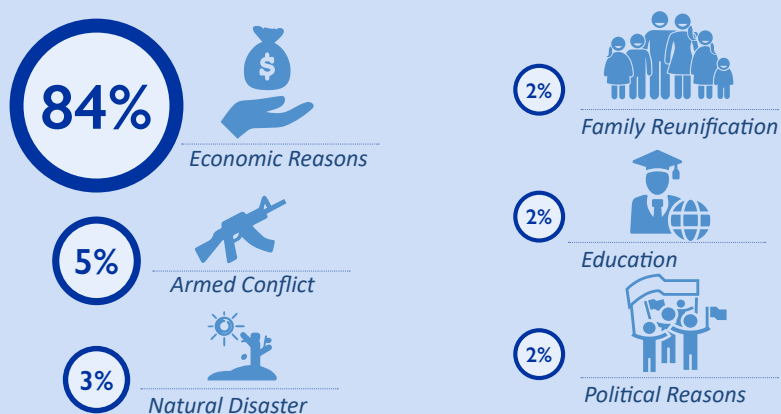 84%
$
Economic Reasons
5%
Armed Conflict
3%
Natural Disaster
2%
Family Reunification
2%
Education
2%
Political Reasons